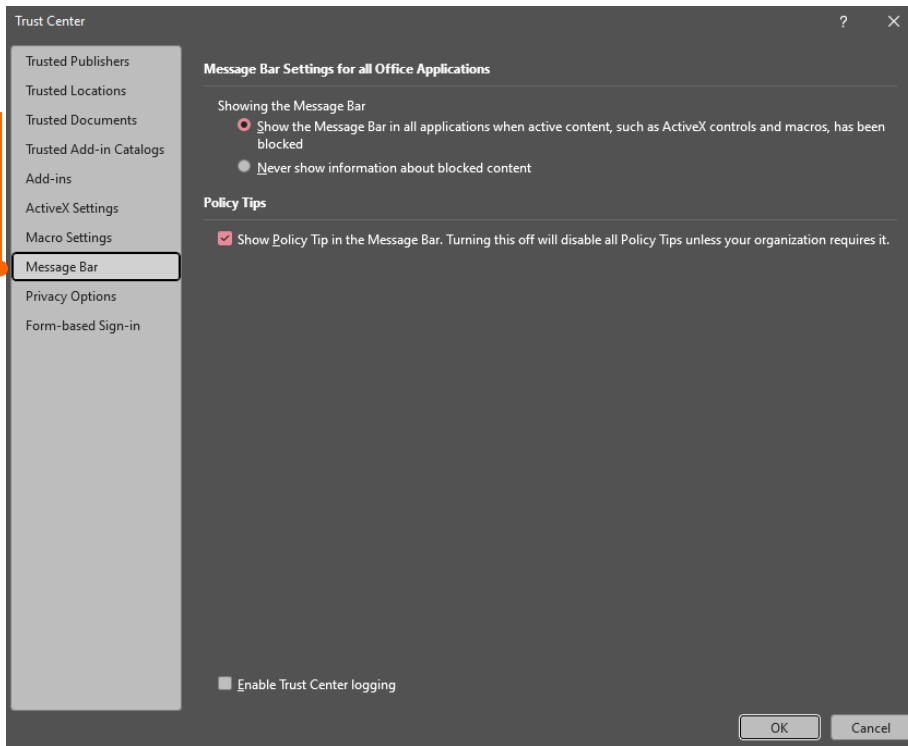 Trust Center
?
Trusted Publishers
Trusted Locations
Trusted Documents
Trusted Add-in Catalogs
Add-ins
ActiveX Settings
Macro Settings
Message Bar
Privacy Options
Form-based Sign-in
Message Bar Settings for all Office Applications
Showing the Message Bar
Show the Message Bar in all applications when active content, such as ActiveX controls and macros, has been
blocked
Never show information about blocked content
Policy Tips
Show Policy Tip in the Message Bar. Turning this off will disable all Policy Tips unless your organization requires it.
Enable Trust Center logging
OK
Cancel